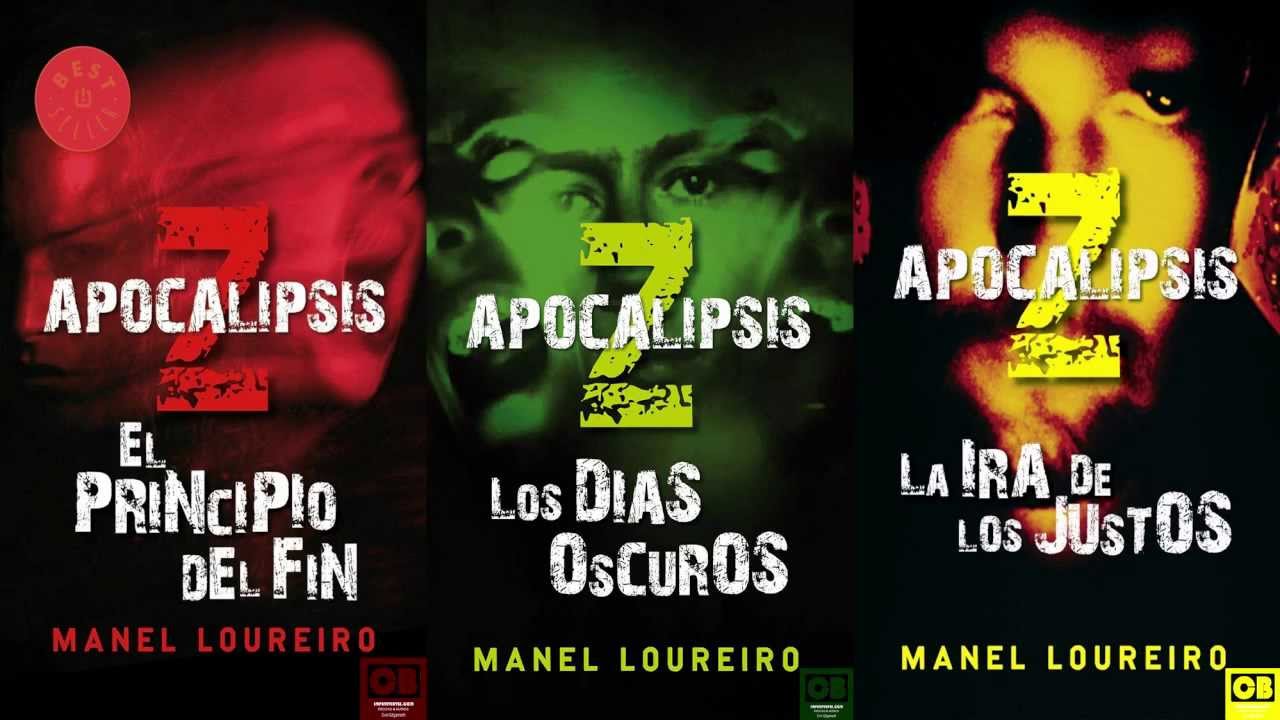 BEST
SELLER
Z
APOCALIPSIS
EL
PRINCIPIO
DEL FIN
MANEL LOUREIRO
CB
Z
APOCALIPSIS
LOS DIAS
OSCUROS
MANEL LOUREIRO
CB
Z
APOCALIPSIS
LA IRA DE
LOS JUSTOS
MANEL LOUREIRO
CB